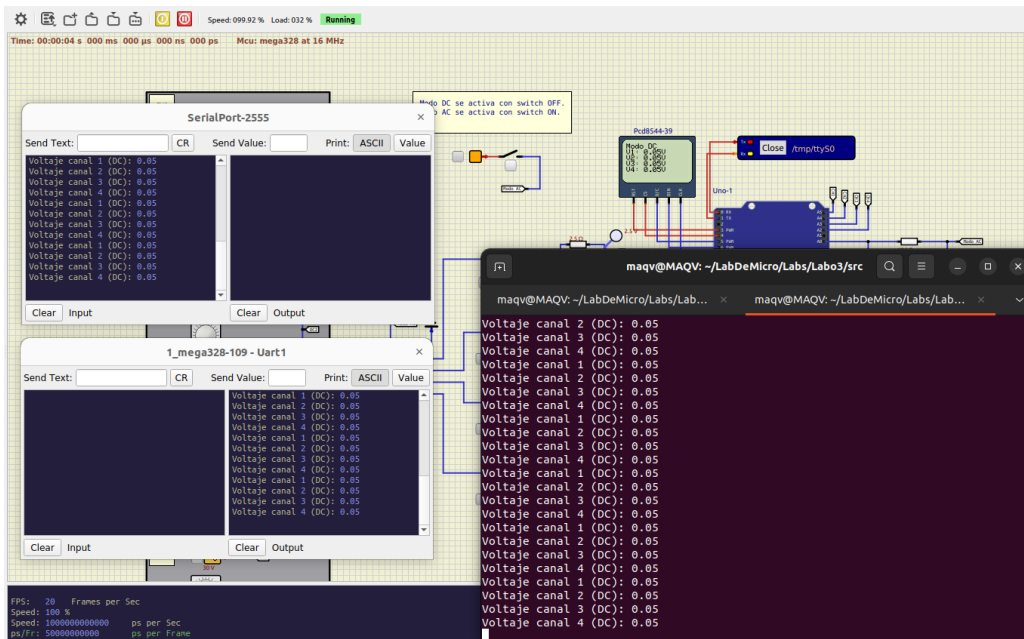 Speed: 099.92 % Load: 032 % Running
Time: 00:00:04 s 000 ms 000 µs 000 ns 000 ps Mcu: mega328 at 16 MHz
DC se activa con switch OFF.
AC se activa con switch ON.
SerialPort-2555
Send Text: CR Send Value: Print: ASCII Value
Voltaje canal 1 (DC): 0.05
Voltaje canal 2 (DC): 0.05
Voltaje canal 3 (DC): 0.05
Voltaje canal 4 (DC): 0.05
Voltaje canal 1 (DC): 0.05
Voltaje canal 2 (DC): 0.05
Voltaje canal 3 (DC): 0.05
Voltaje canal 4 (DC): 0.05
Voltaje canal 1 (DC): 0.05
Voltaje canal 2 (DC): 0.05
Voltaje canal 3 (DC): 0.05
Voltaje canal 4 (DC): 0.05
Clear Input Clear Output
Pcd8544-39
Modo DC
V1: 0.05V
V2: 0.05V
V3: 0.05V
V4: 0.05V
Close /tmp/ttyS0
Uno-1
Modo AC
1_mega328-109 - Uart1
Send Text: CR Send Value: Print: ASCII Value
Voltaje canal 1 (DC): 0.05
Voltaje canal 2 (DC): 0.05
Voltaje canal 3 (DC): 0.05
Voltaje canal 4 (DC): 0.05
Voltaje canal 1 (DC): 0.05
Voltaje canal 2 (DC): 0.05
Voltaje canal 3 (DC): 0.05
Voltaje canal 4 (DC): 0.05
Voltaje canal 1 (DC): 0.05
Voltaje canal 2 (DC): 0.05
Voltaje canal 3 (DC): 0.05
Voltaje canal 4 (DC): 0.05
Clear Input Clear Output
30 V
maqv@MAQV: ~/LabDeMicro/Labs/Labo3/src
maqv@MAQV: ~/LabDeMicro/Labs/Lab... maqv@MAQV: ~/LabDeMicro/Labs/Lab...
Voltaje canal 2 (DC): 0.05
Voltaje canal 3 (DC): 0.05
Voltaje canal 4 (DC): 0.05
Voltaje canal 1 (DC): 0.05
Voltaje canal 2 (DC): 0.05
Voltaje canal 3 (DC): 0.05
Voltaje canal 4 (DC): 0.05
Voltaje canal 1 (DC): 0.05
Voltaje canal 2 (DC): 0.05
Voltaje canal 3 (DC): 0.05
Voltaje canal 4 (DC): 0.05
Voltaje canal 1 (DC): 0.05
Voltaje canal 2 (DC): 0.05
Voltaje canal 3 (DC): 0.05
Voltaje canal 4 (DC): 0.05
Voltaje canal 1 (DC): 0.05
Voltaje canal 2 (DC): 0.05
Voltaje canal 3 (DC): 0.05
Voltaje canal 4 (DC): 0.05
Voltaje canal 1 (DC): 0.05
Voltaje canal 2 (DC): 0.05
Voltaje canal 3 (DC): 0.05
Voltaje canal 4 (DC): 0.05
FPS: 20 Frames per Sec
Speed: 100 %
Speed: 1000000000000 ps per Sec
ps/Fr: 50000000000 ps per Frame